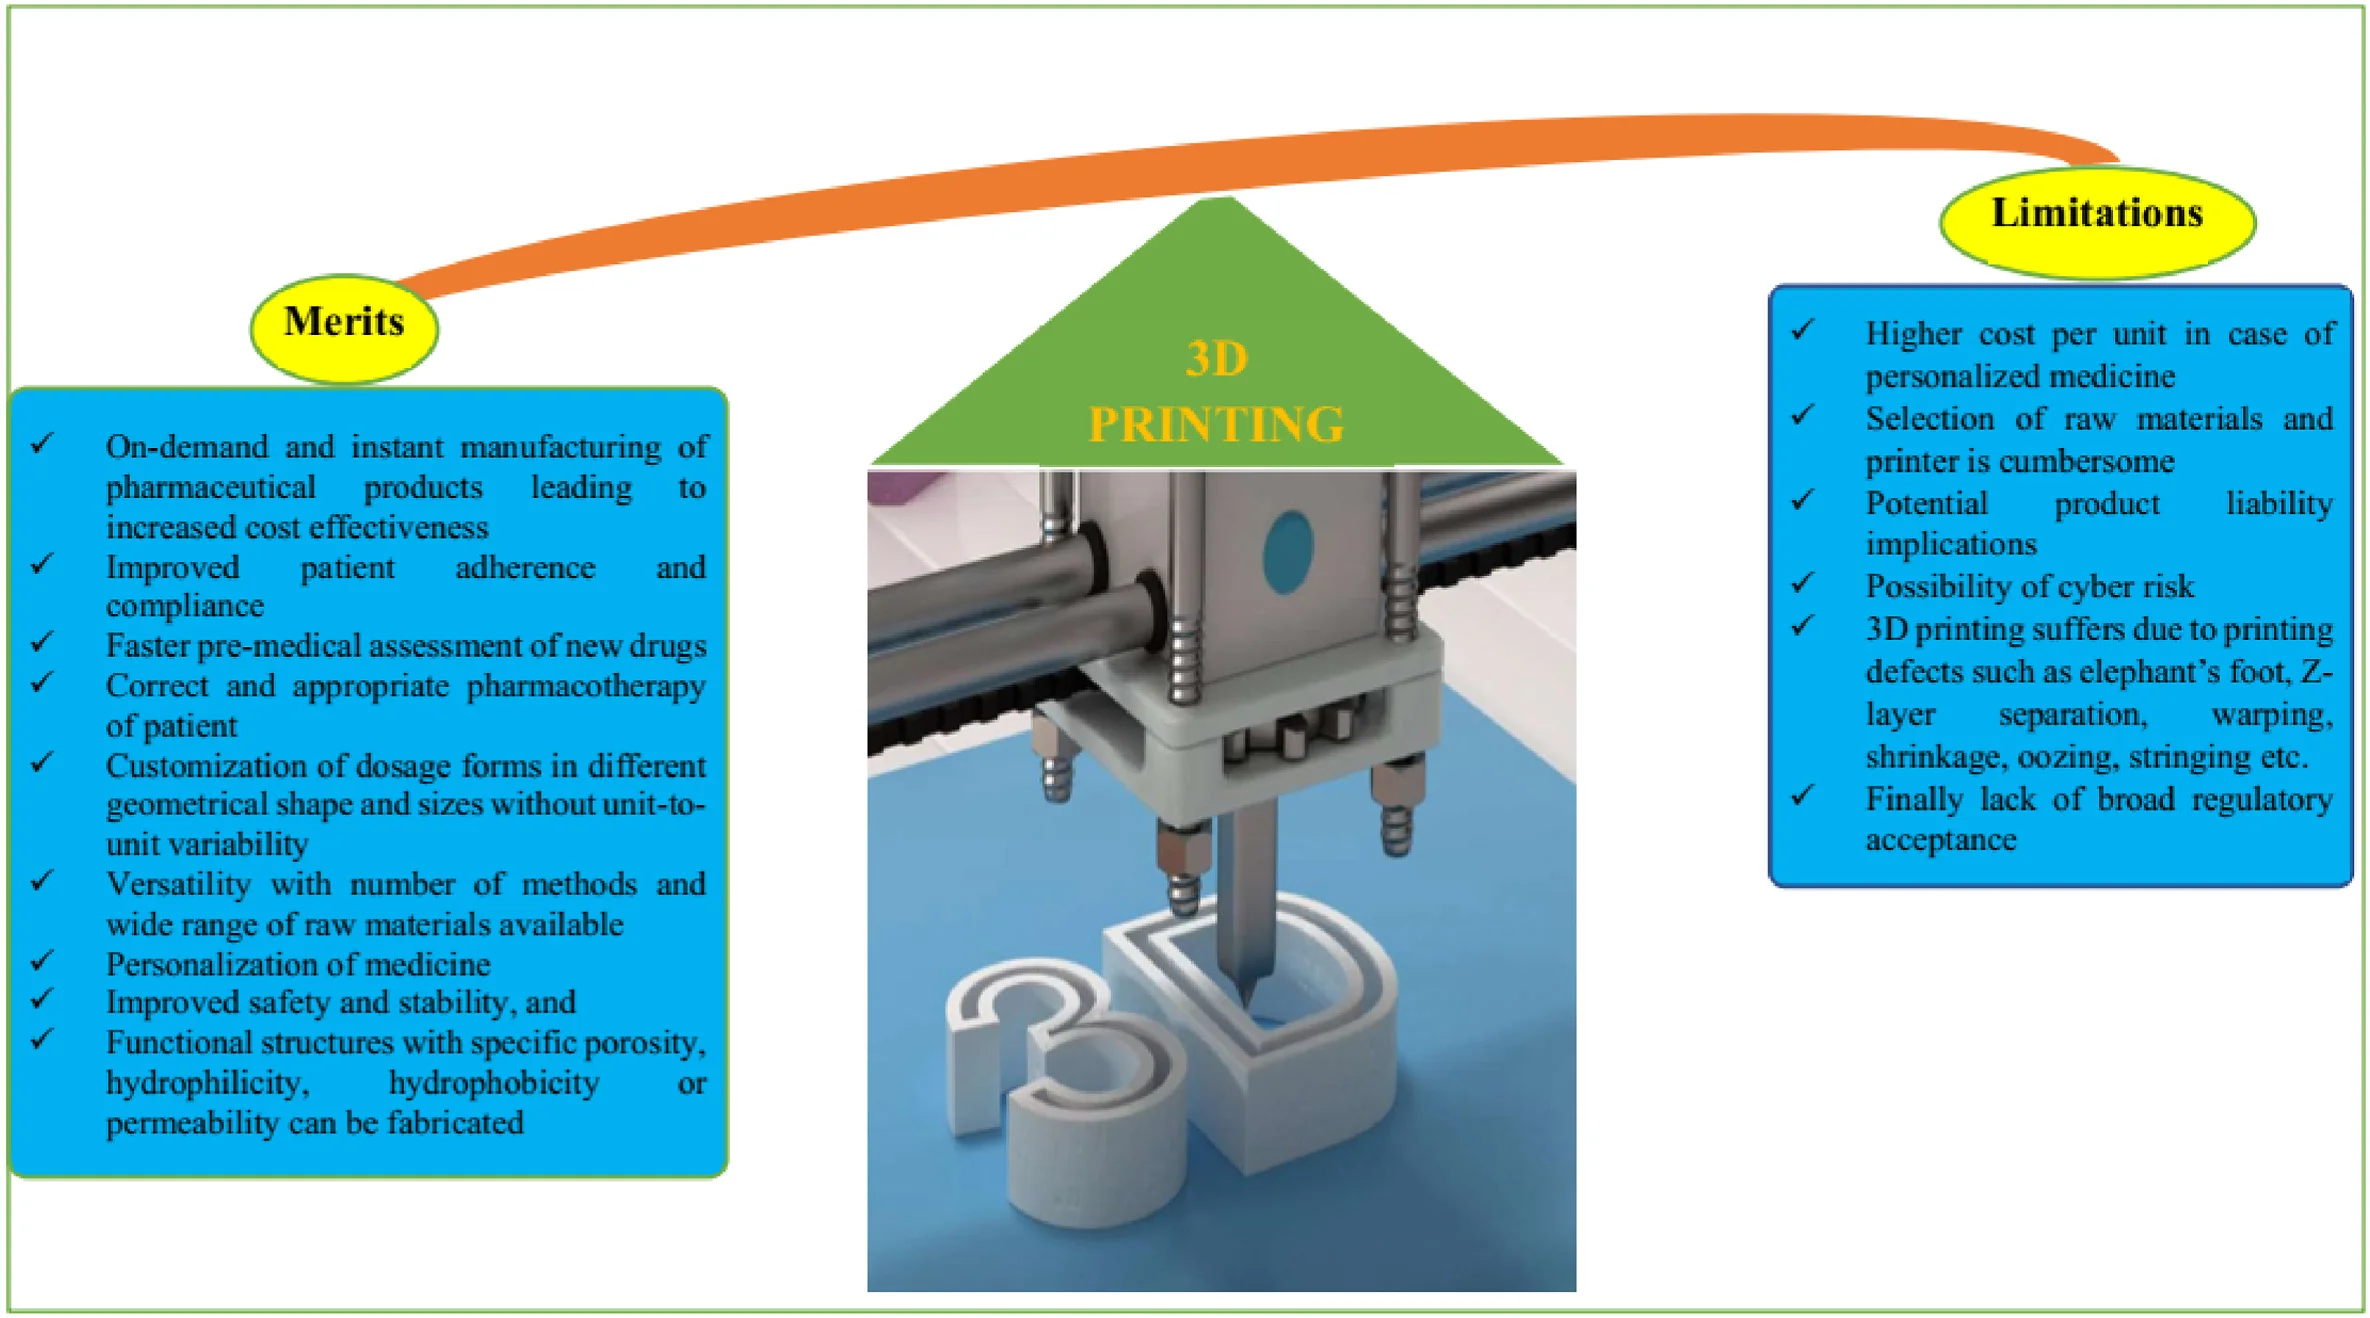 Merits
✓ On-demand and instant manufacturing of
pharmaceutical products leading to
increased cost effectiveness
✓ Improved patient adherence and
compliance
✓ Faster pre-medical assessment of new drugs
✓ Correct and appropriate pharmacotherapy
of patient
✓ Customization of dosage forms in different
geometrical shape and sizes without unit-to-
unit variability
✓ Versatility with number of methods and
wide range of raw materials available
✓ Personalization of medicine
✓ Improved safety and stability, and
✓ Functional structures with specific porosity,
hydrophilicity, hydrophobicity or
permeability can be fabricated
3D
PRINTING
3D
Limitations
✓ Higher cost per unit in case of
personalized medicine
✓ Selection of raw materials and
printer is cumbersome
✓ Potential product liability
implications
✓ Possibility of cyber risk
✓ 3D printing suffers due to printing
defects such as elephant’s foot, Z-
layer separation, warping,
shrinkage, oozing, stringing etc.
✓ Finally lack of broad regulatory
acceptance